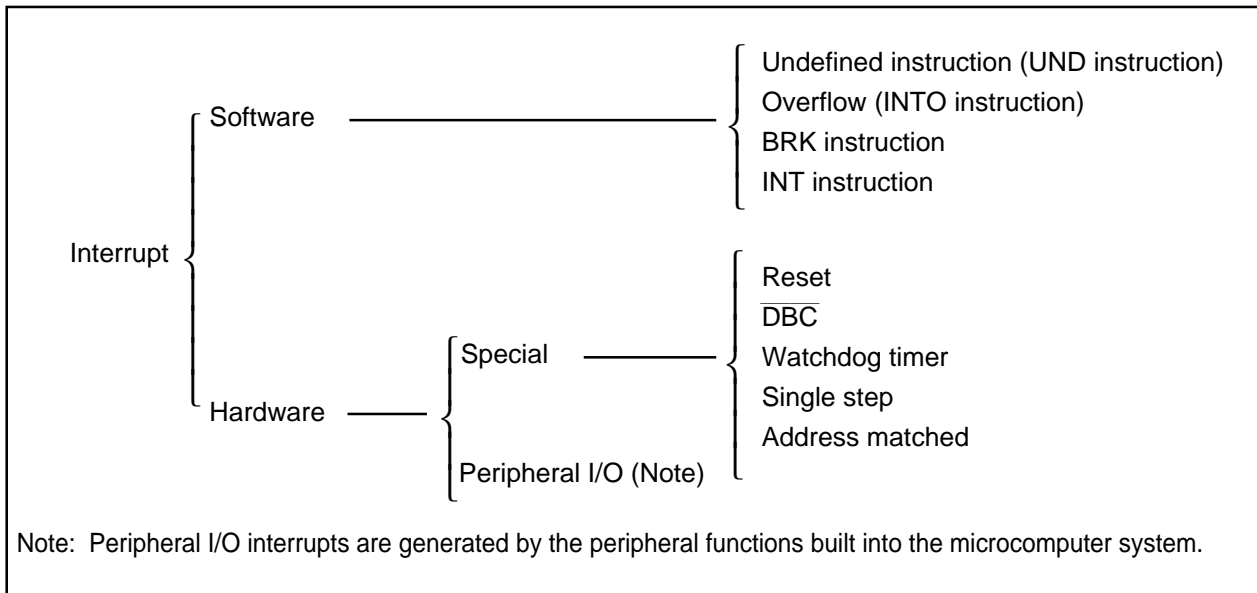 Interrupt
Software
Undefined instruction (UND instruction)
Overflow (INTO instruction)
BRK instruction
INT instruction
Hardware
Special
Reset
D̅B̅C̅
Watchdog timer
Single step
Address matched
Peripheral I/O (Note)
Note: Peripheral I/O interrupts are generated by the peripheral functions built into the microcomputer system.